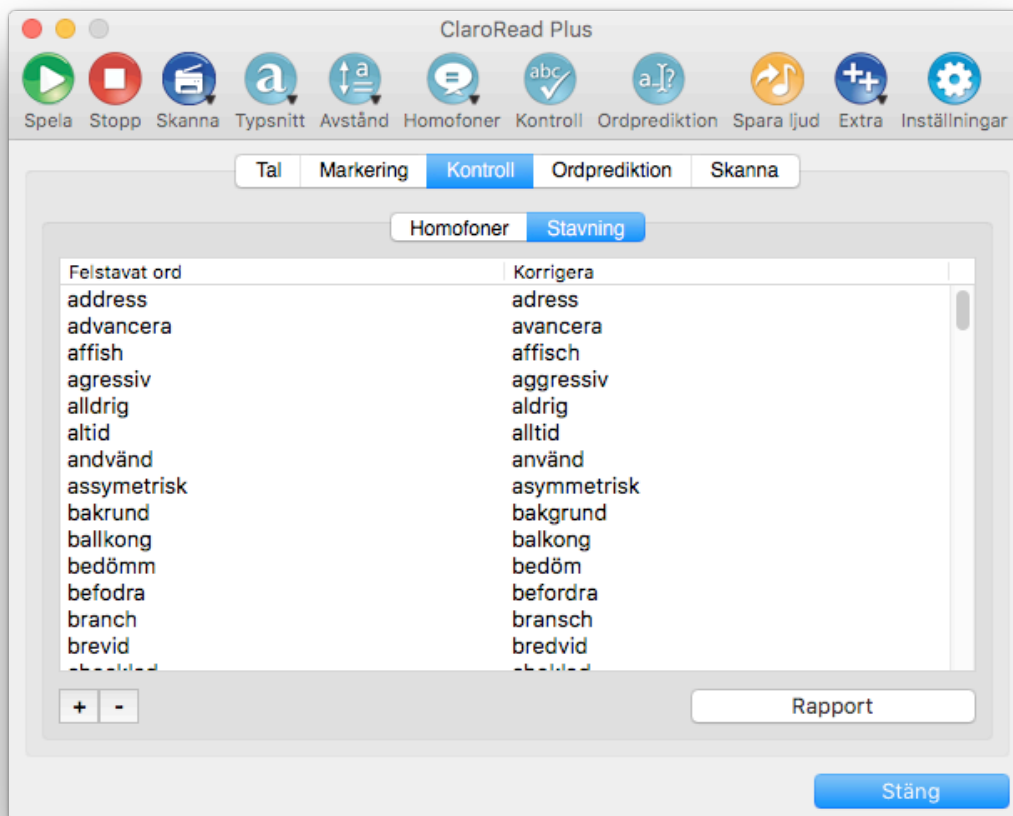 ClaroRead Plus
abc
a..?
Spela Stopp Skanna Typsnitt Avstånd Homofoner Kontroll Ordprediktion Spara ljud Extra Inställningar
Tal Markering Kontroll Ordprediktion Skanna
Homofoner Stavning
Felstavat ord Korrigera
address adress
advancera avancera
affish affisch
agressiv aggressiv
alldrig aldrig
altid alltid
andvänd använd
assymetrisk asymmetrisk
bakrund bakgrund
ballkong balkong
bedömm bedöm
befodra befordra
branch bransch
brevid bredvid
+ - Rapport
Stäng